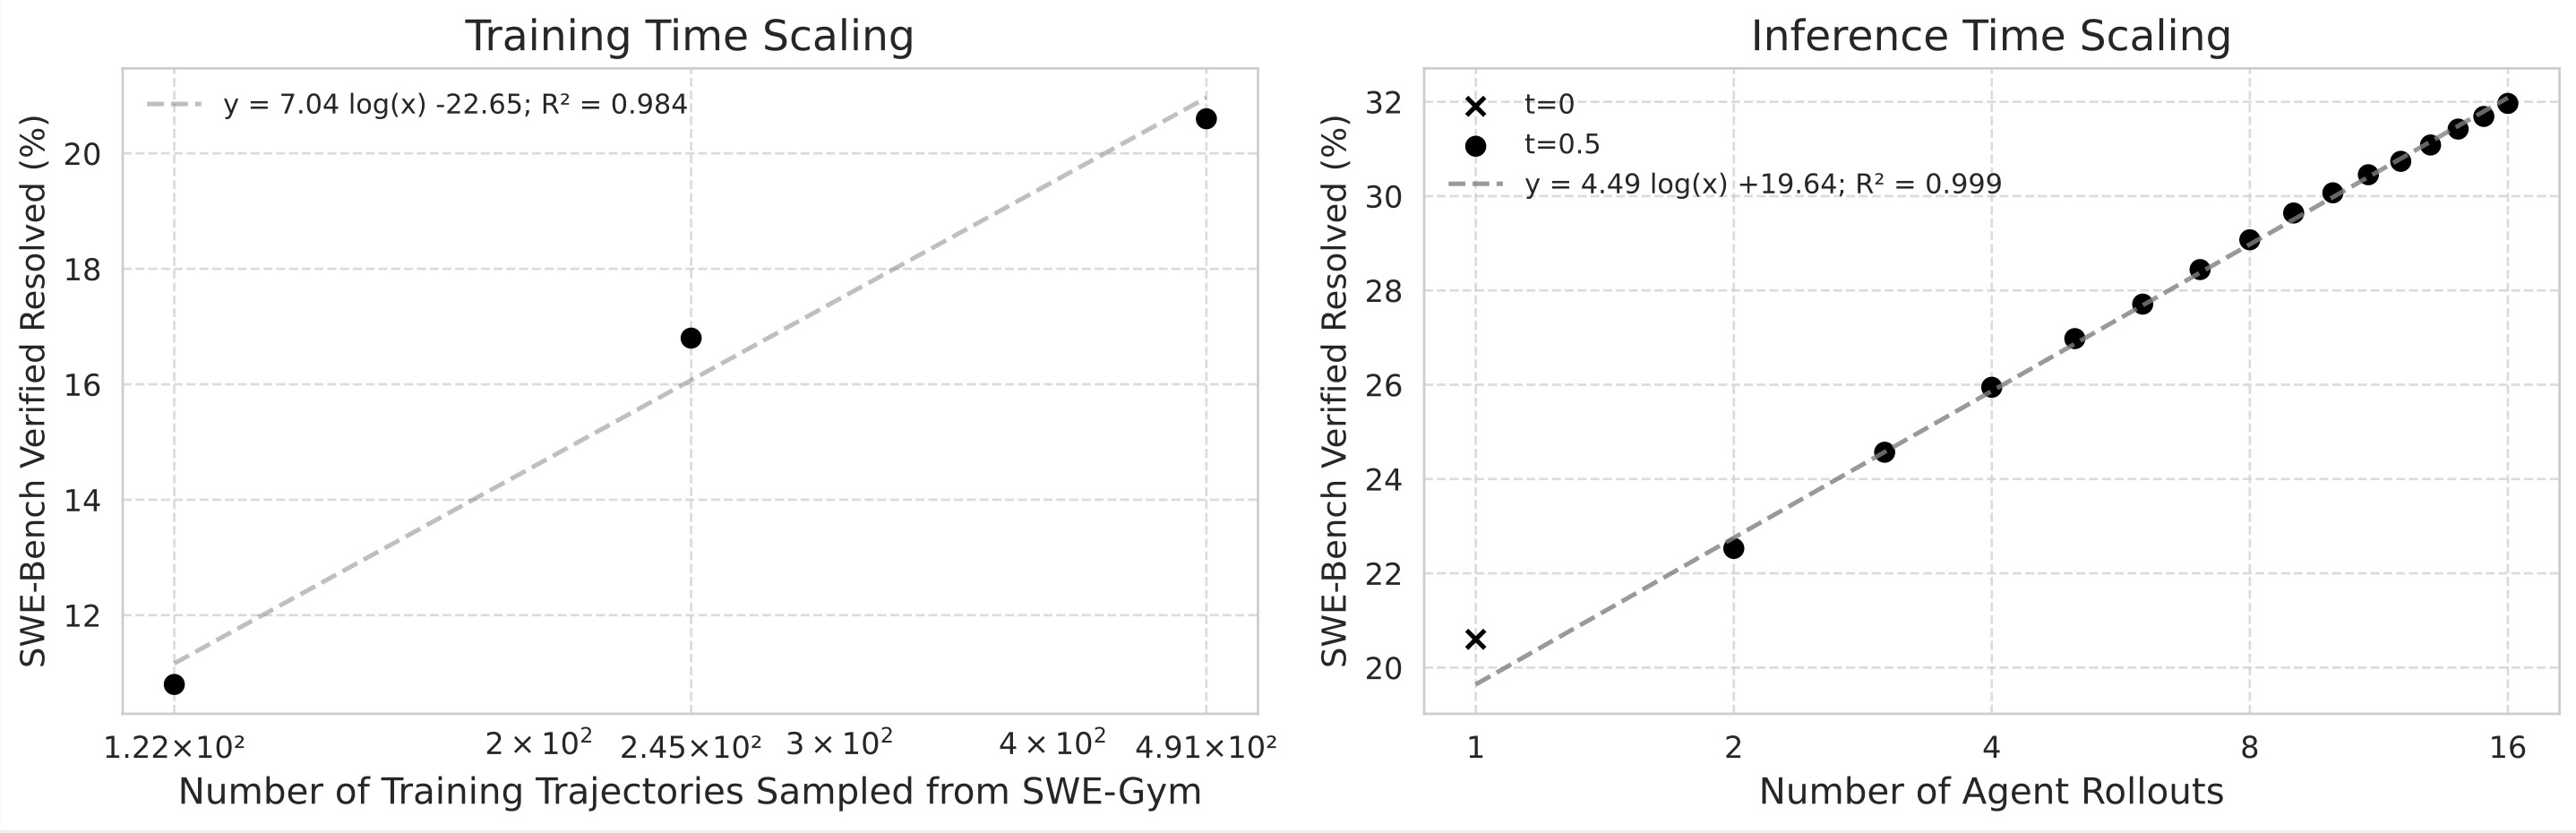 Training Time Scaling
y = 7.04 log(x) -22.65; R² = 0.984
SWE-Bench Verified Resolved (%)
20
18
16
14
12
1.22×10² 2 × 10² 2.45×10² 3 × 10² 4 × 10² 4.91×10²
Number of Training Trajectories Sampled from SWE-Gym
Inference Time Scaling
t=0
t=0.5
y = 4.49 log(x) +19.64; R² = 0.999
SWE-Bench Verified Resolved (%)
32
30
28
26
24
22
20
1 2 4 8 16
Number of Agent Rollouts